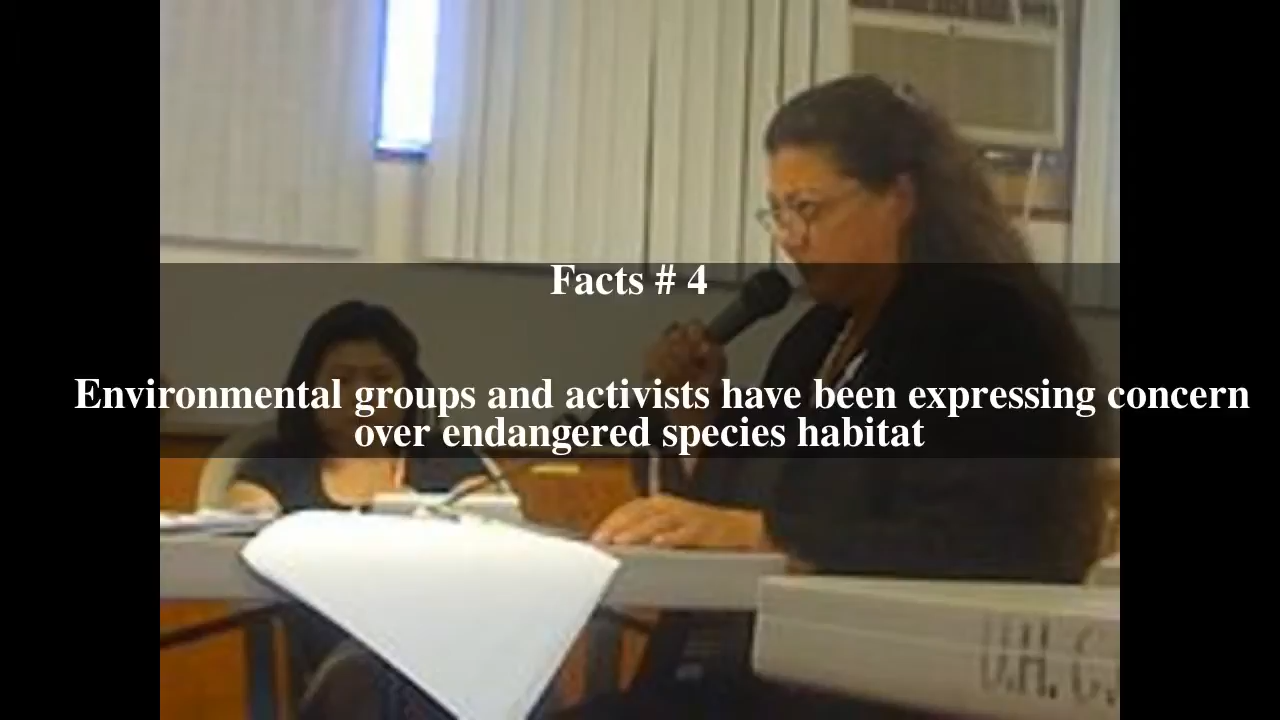 Facts # 4
Environmental groups and activists have been expressing concern
over endangered species habitat